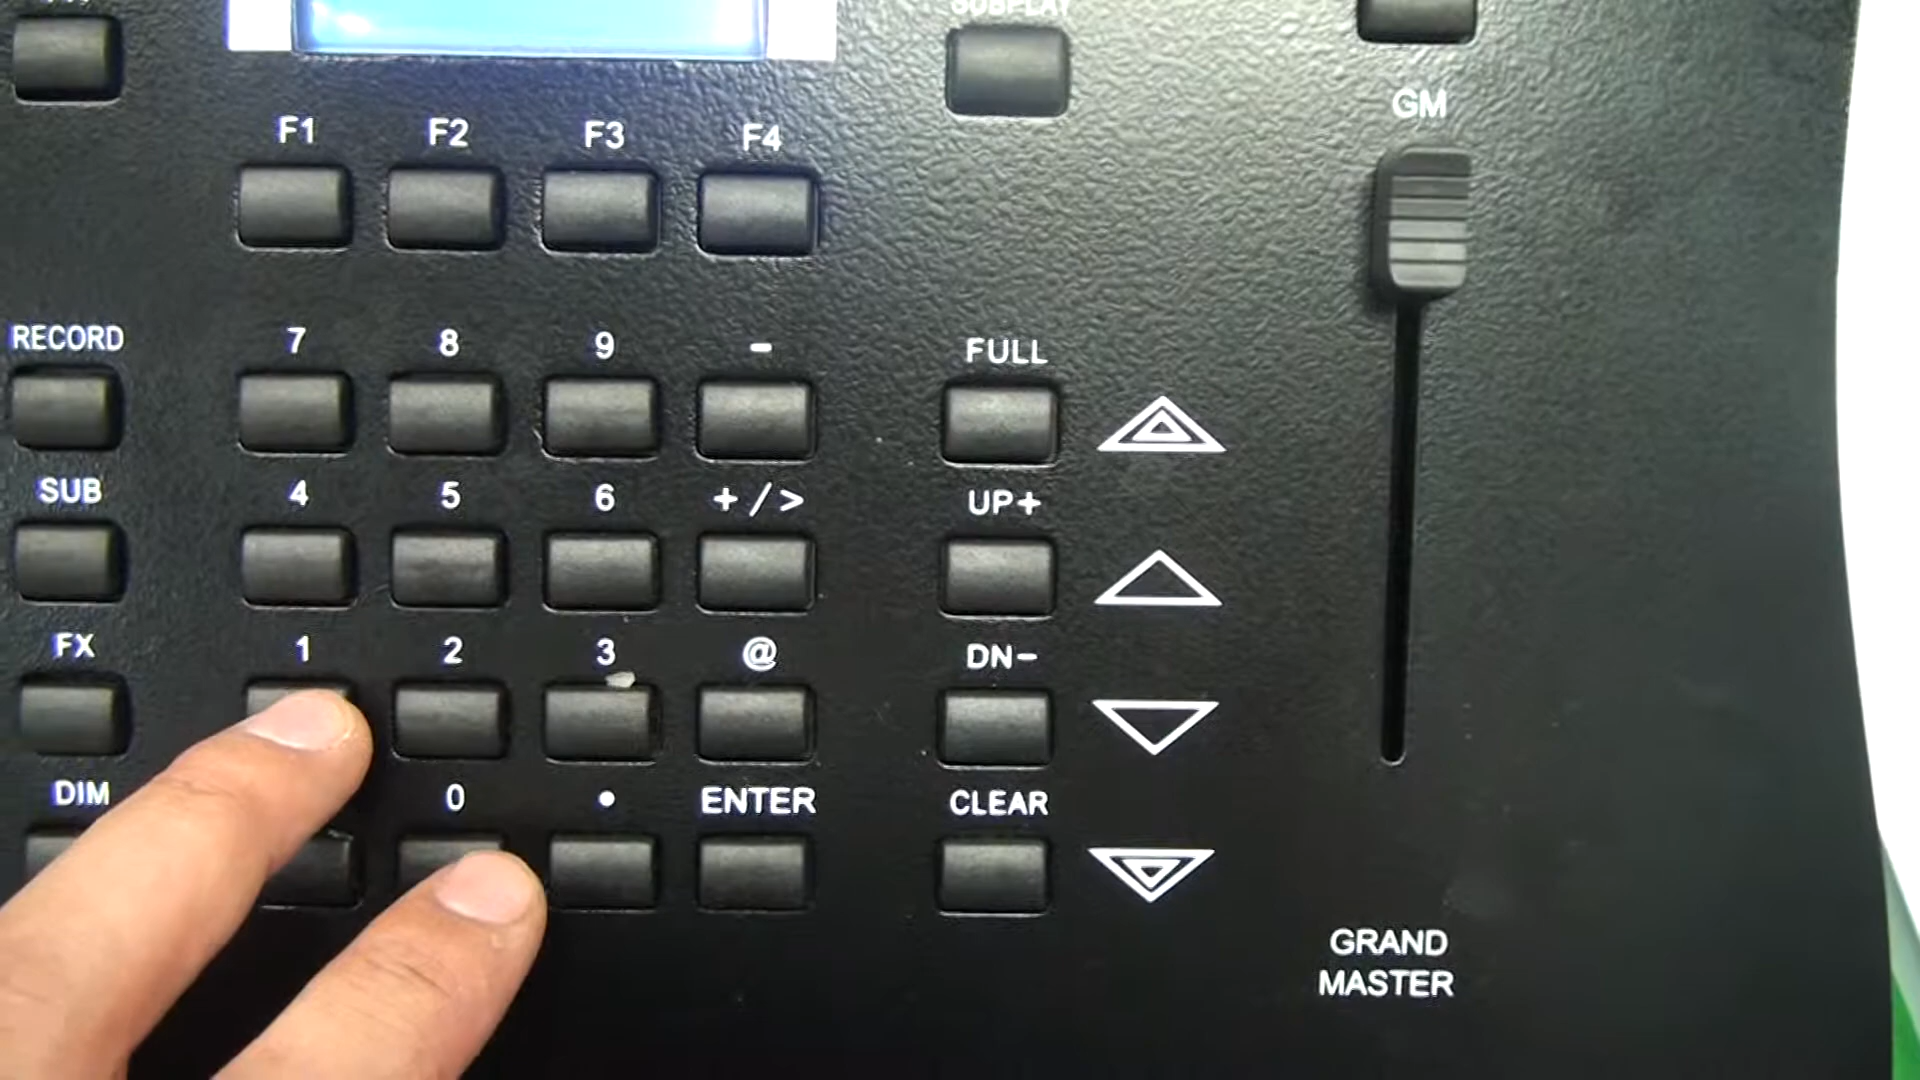 SUBPLAY
GM
F1 F2 F3 F4
RECORD 7 8 9 - FULL
SUB 4 5 6 +/> UP+
FX 1 2 3 @ DN-
DIM 0 • ENTER CLEAR
GRAND
MASTER